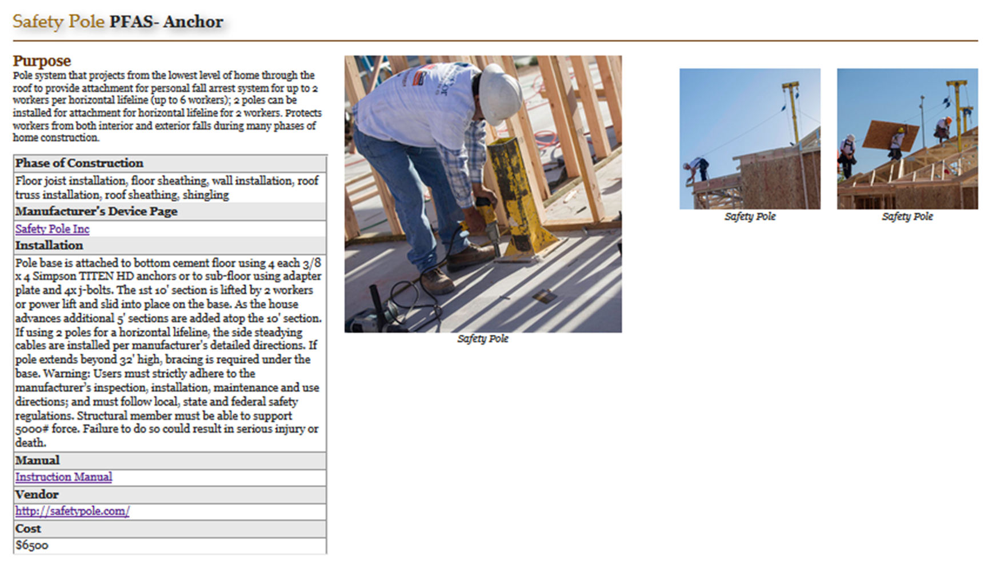 Safety Pole PFAS- Anchor
Purpose
Pole system that projects from the lowest level of home through the
roof to provide attachment for personal fall arrest system for up to 2
workers per horizontal lifeline (up to 6 workers); 2 poles can be
installed for attachment for horizontal lifeline for 2 workers. Protects
workers from both interior and exterior falls during many phases of
home construction.
Phase of Construction
Floor joist installation, floor sheathing, wall installation, roof
truss installation, roof sheathing, shingling
Manufacturer's Device Page
Safety Pole Inc
Installation
Pole base is attached to bottom cement floor using 4 each 3/8
x 4 Simpson TITEN HD anchors or to sub-floor using adapter
plate and 4x j-bolts. The 1st 10' section is lifted by 2 workers
or power lift and slid into place on the base. As the house
advances additional 5' sections are added atop the 10' section.
If using 2 poles for a horizontal lifeline, the side steadying
cables are installed per manufacturer's detailed directions. If
pole extends beyond 32' high, bracing is required under the
base. Warning: Users must strictly adhere to the
manufacturer's inspection, installation, maintenance and use
directions; and must follow local, state and federal safety
regulations. Structural member must be able to support
5000# force. Failure to do so could result in serious injury or
death.
Manual
Instruction Manual
Vendor
http://safetypole.com/
Cost
$6500
Safety Pole
Safety Pole
Safety Pole